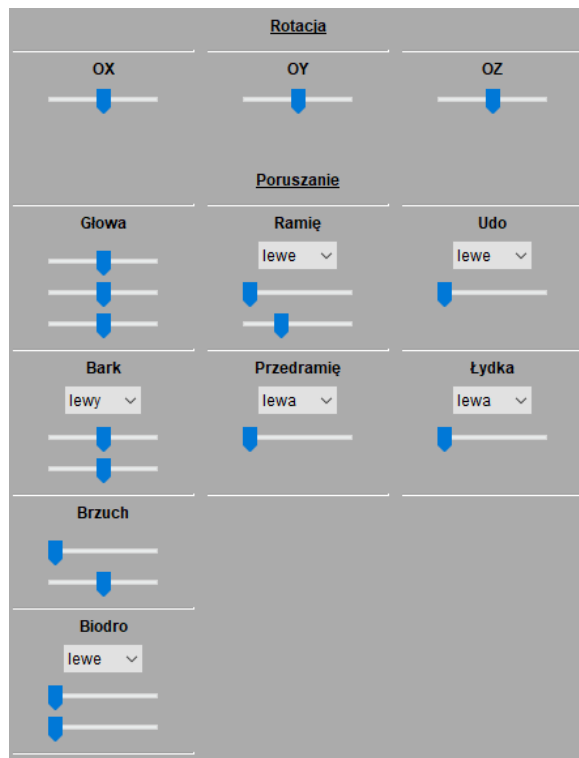 Rotacja
OX OY OZ
Poruszanie
Głowa Ramię Udo
lewe lewe
Bark Przedramię Łydka
lewy lewa lewa
Brzuch
Biodro
lewe